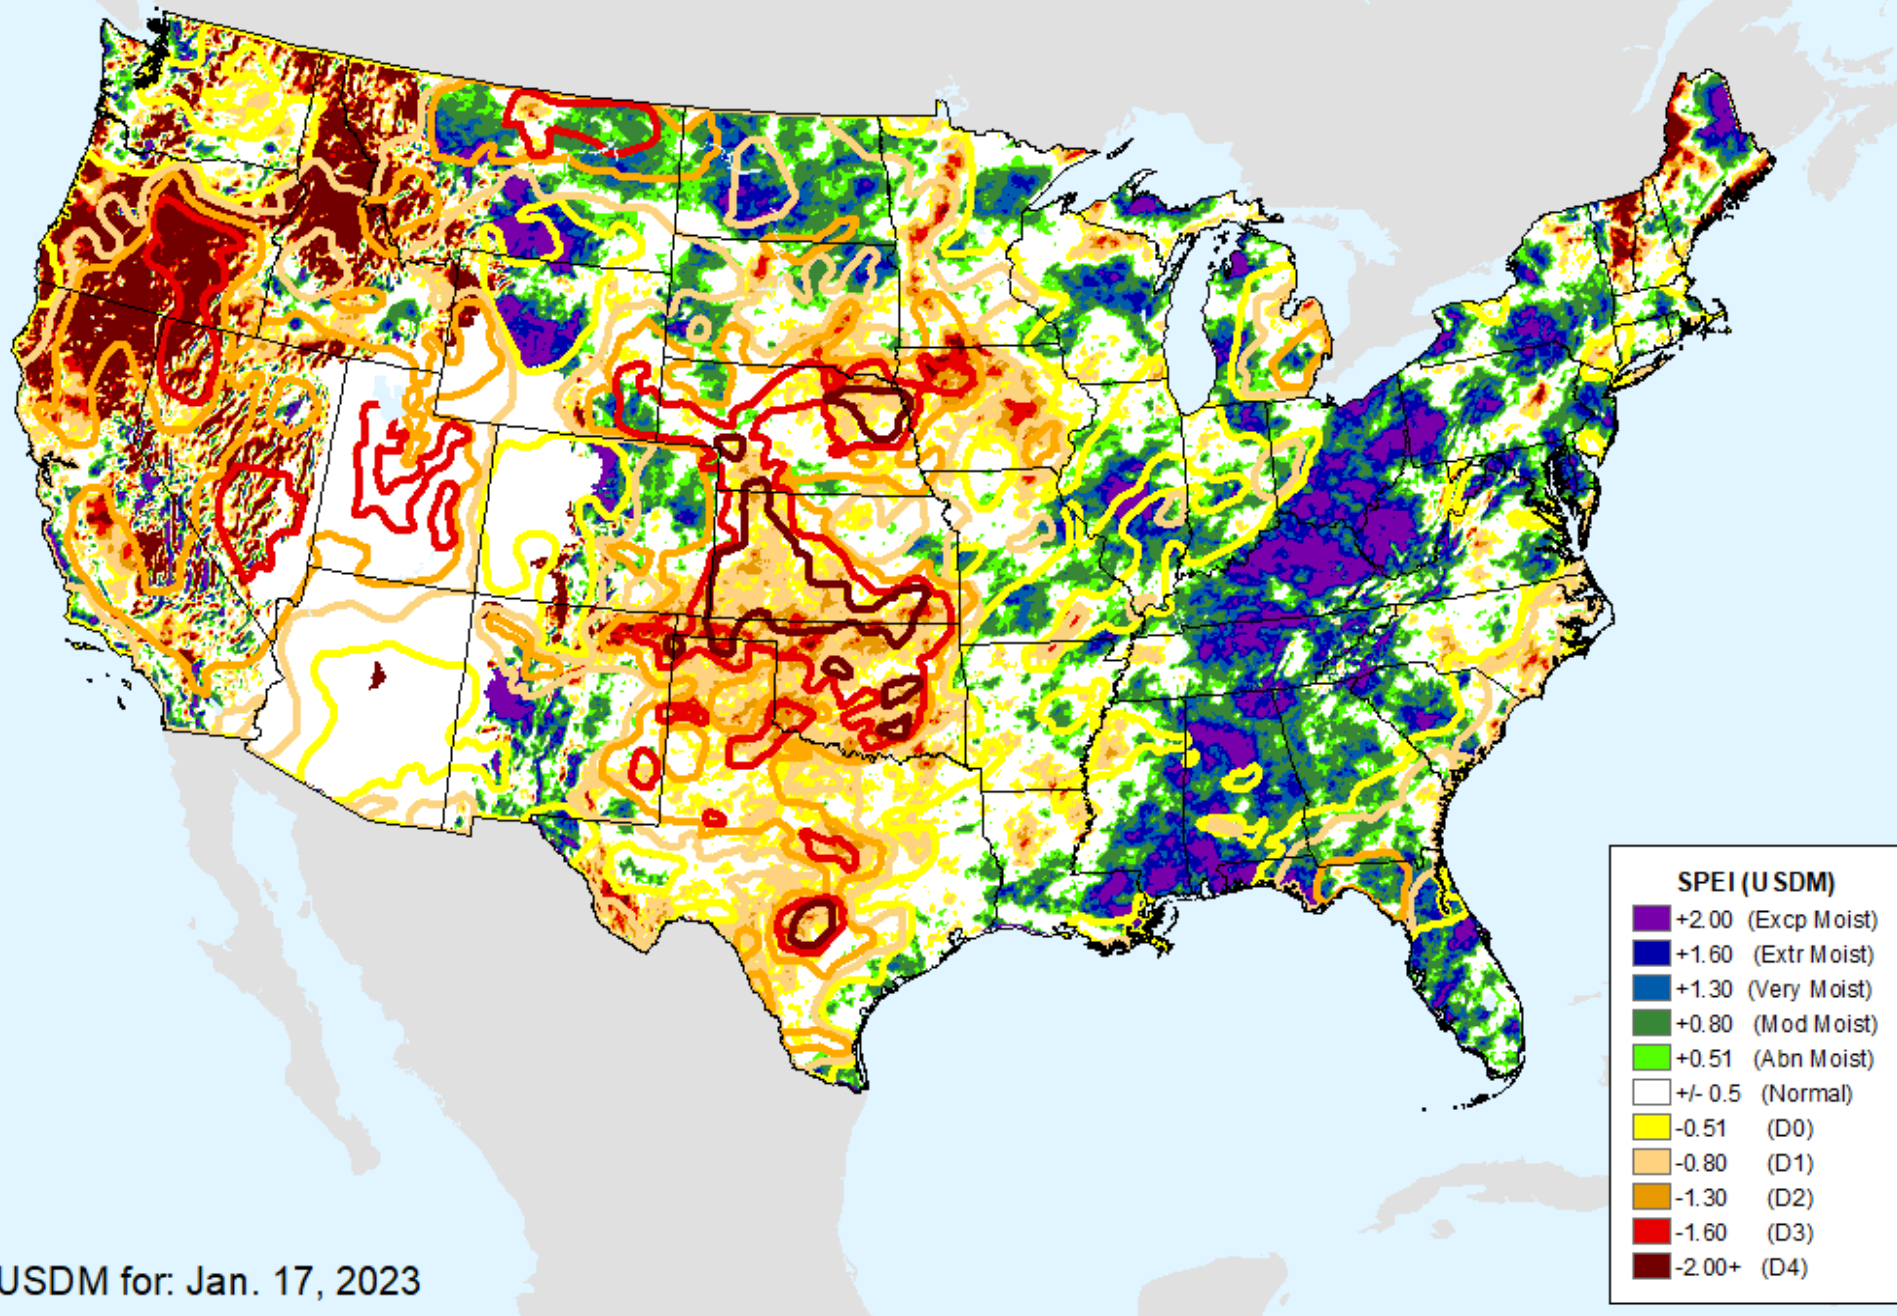 SPEI (USDM)
+2.00 (Excp Moist)
+1.60 (Extr Moist)
+1.30 (Very Moist)
+0.80 (Mod Moist)
+0.51 (Abn Moist)
+/- 0.5 (Normal)
-0.51 (D0)
-0.80 (D1)
-1.30 (D2)
-1.60 (D3)
-2.00+ (D4)
USDM for: Jan. 17, 2023